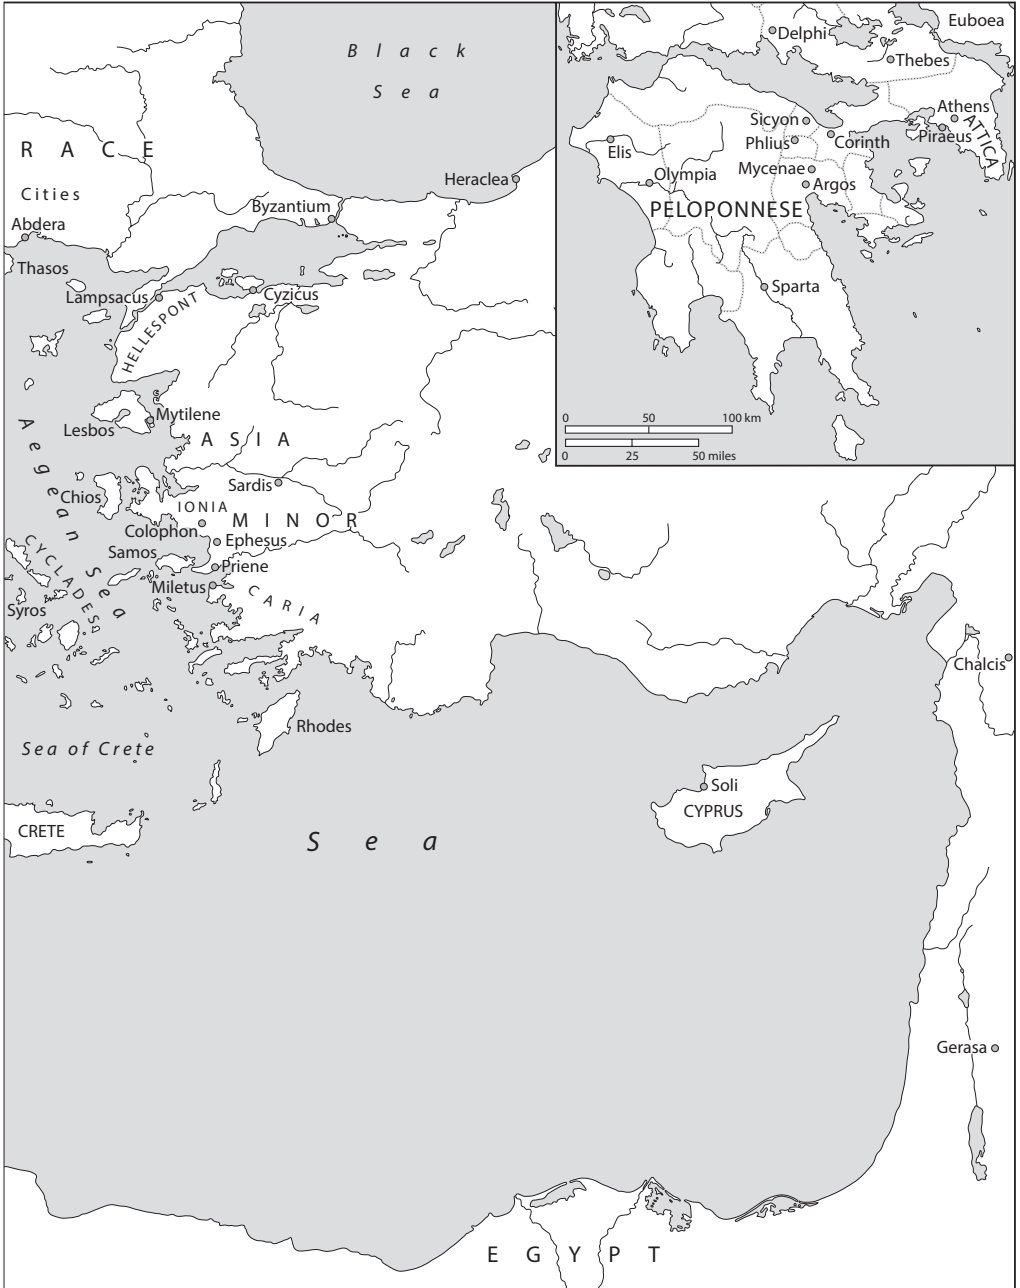 Black
Sea
RACE
Cities
Abdera
Thasos
Byzantium
Heraclea
Lampsacus
HELLESPONT
Cyzicus
Mytilene
Lesbos
ASIA
Aegean Sea
Sardis
Chios
IONIA
MINOR
Colophon
Ephesus
Samos
Priene
CYCLADES
Miletus
CARIA
Syros
Rhodes
Sea of Crete
CRETE
Sea
Soli
CYPRUS
Chalcis
Gerasa
EGYPT
Euboea
Delphi
Thebes
Athens
ATTICA
Piraeus
Sicyon
Corinth
Phlius
Elis
Mycenae
Olympia
Argos
PELOPONNESE
Sparta
0 50 100 km
0 25 50 miles